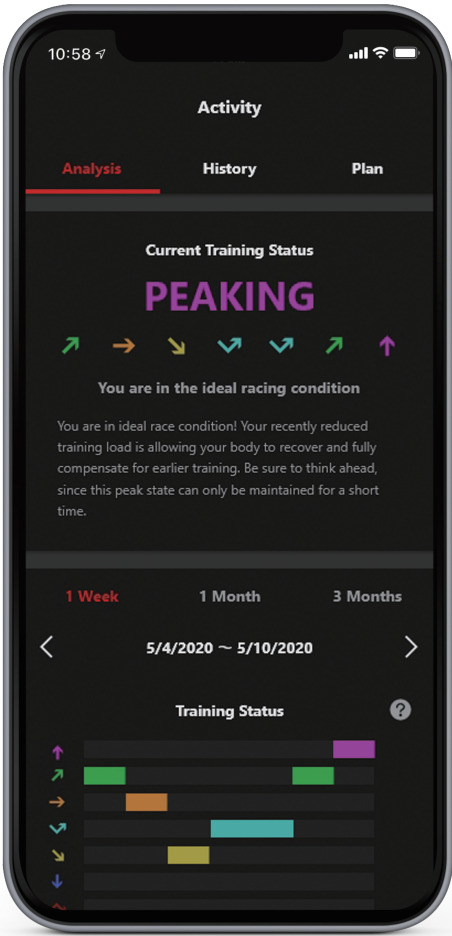 10:58
Activity
Analysis History Plan
Current Training Status
PEAKING
You are in the ideal racing condition
You are in ideal race condition! Your recently reduced
training load is allowing your body to recover and fully
compensate for earlier training. Be sure to think ahead,
since this peak state can only be maintained for a short
time.
1 Week 1 Month 3 Months
5/4/2020 ~ 5/10/2020
Training Status ?